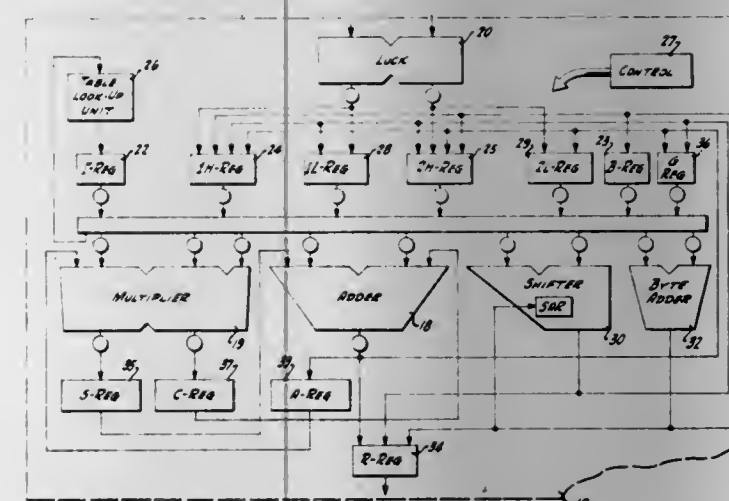 20
LUCK
27
CONTROL
26
TABLE
LOOK-UP
UNIT
22
24
28
25
29
23
36
1H-REG
1L-REG
2H-REG
2L-REG
B-REG
G
REG
MULTIPLIER
ADDER
SHIFTER
SAR
BYTE
ADDER
19
18
30
32
35
37
33
S-REG
C-REG
A-REG
R-REG
34